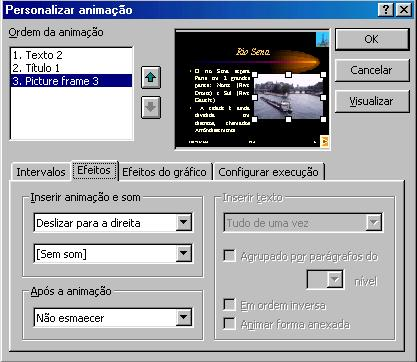 Personalizar animação
Ordem da animação
1. Texto 2
2. Título 1
3. Picture frame 3
Rio Sena
• O rio Sena separa
Paris em 2 grandes
partes: Norte (Rive
Droite) e Sul (Rive
Gauche)
• A cidade é ainda
dividida em
distritos, chamados
Arrondissements
OK
Cancelar
Visualizar
Intervalos
Efeitos
Efeitos do gráfico
Configurar execução
Inserir animação e som
Deslizar para a direita
[Sem som]
Após a animação
Não esmaecer
Inserir texto
Tudo de uma vez
Agrupado por parágrafos do
nível
Em ordem inversa
Animar forma anexada